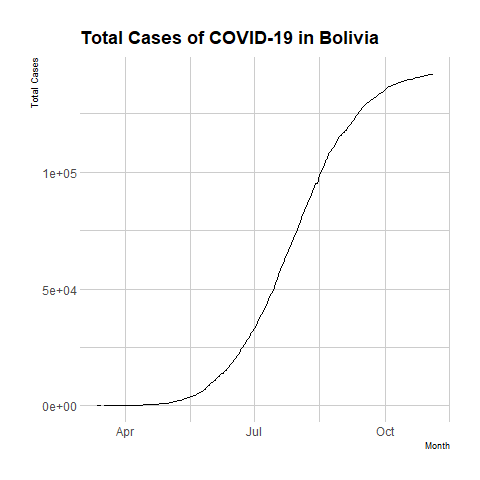 Total Cases of COVID-19 in Bolivia
Total Cases
1e+05
5e+04
0e+00
Apr
Jul
Oct
Month